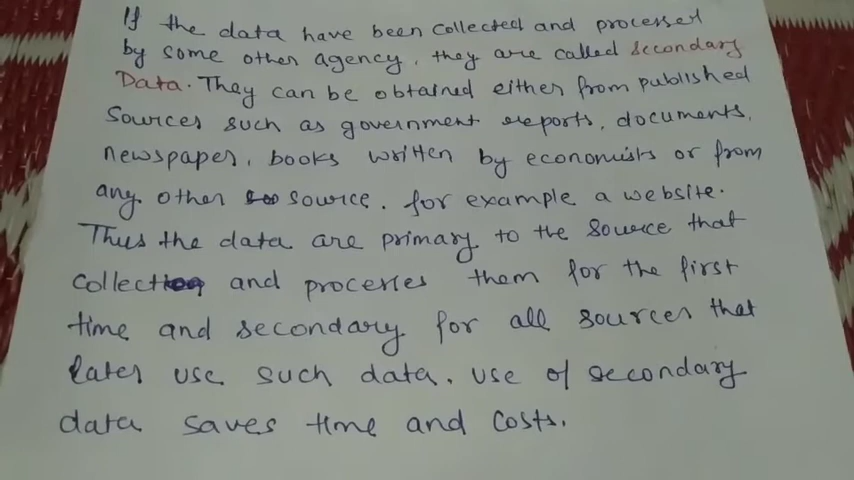 If the data have been collected and processed
by some other agency, they are called Secondary
Data. They can be obtained either from published
Sources such as government reports, documents,
newspaper, books written by economists or from
any other source. for example a website.
Thus the data are primary to the source that
collect and processes them for the first
time and secondary for all sources that
later use such data. use of secondary
data saves time and costs.